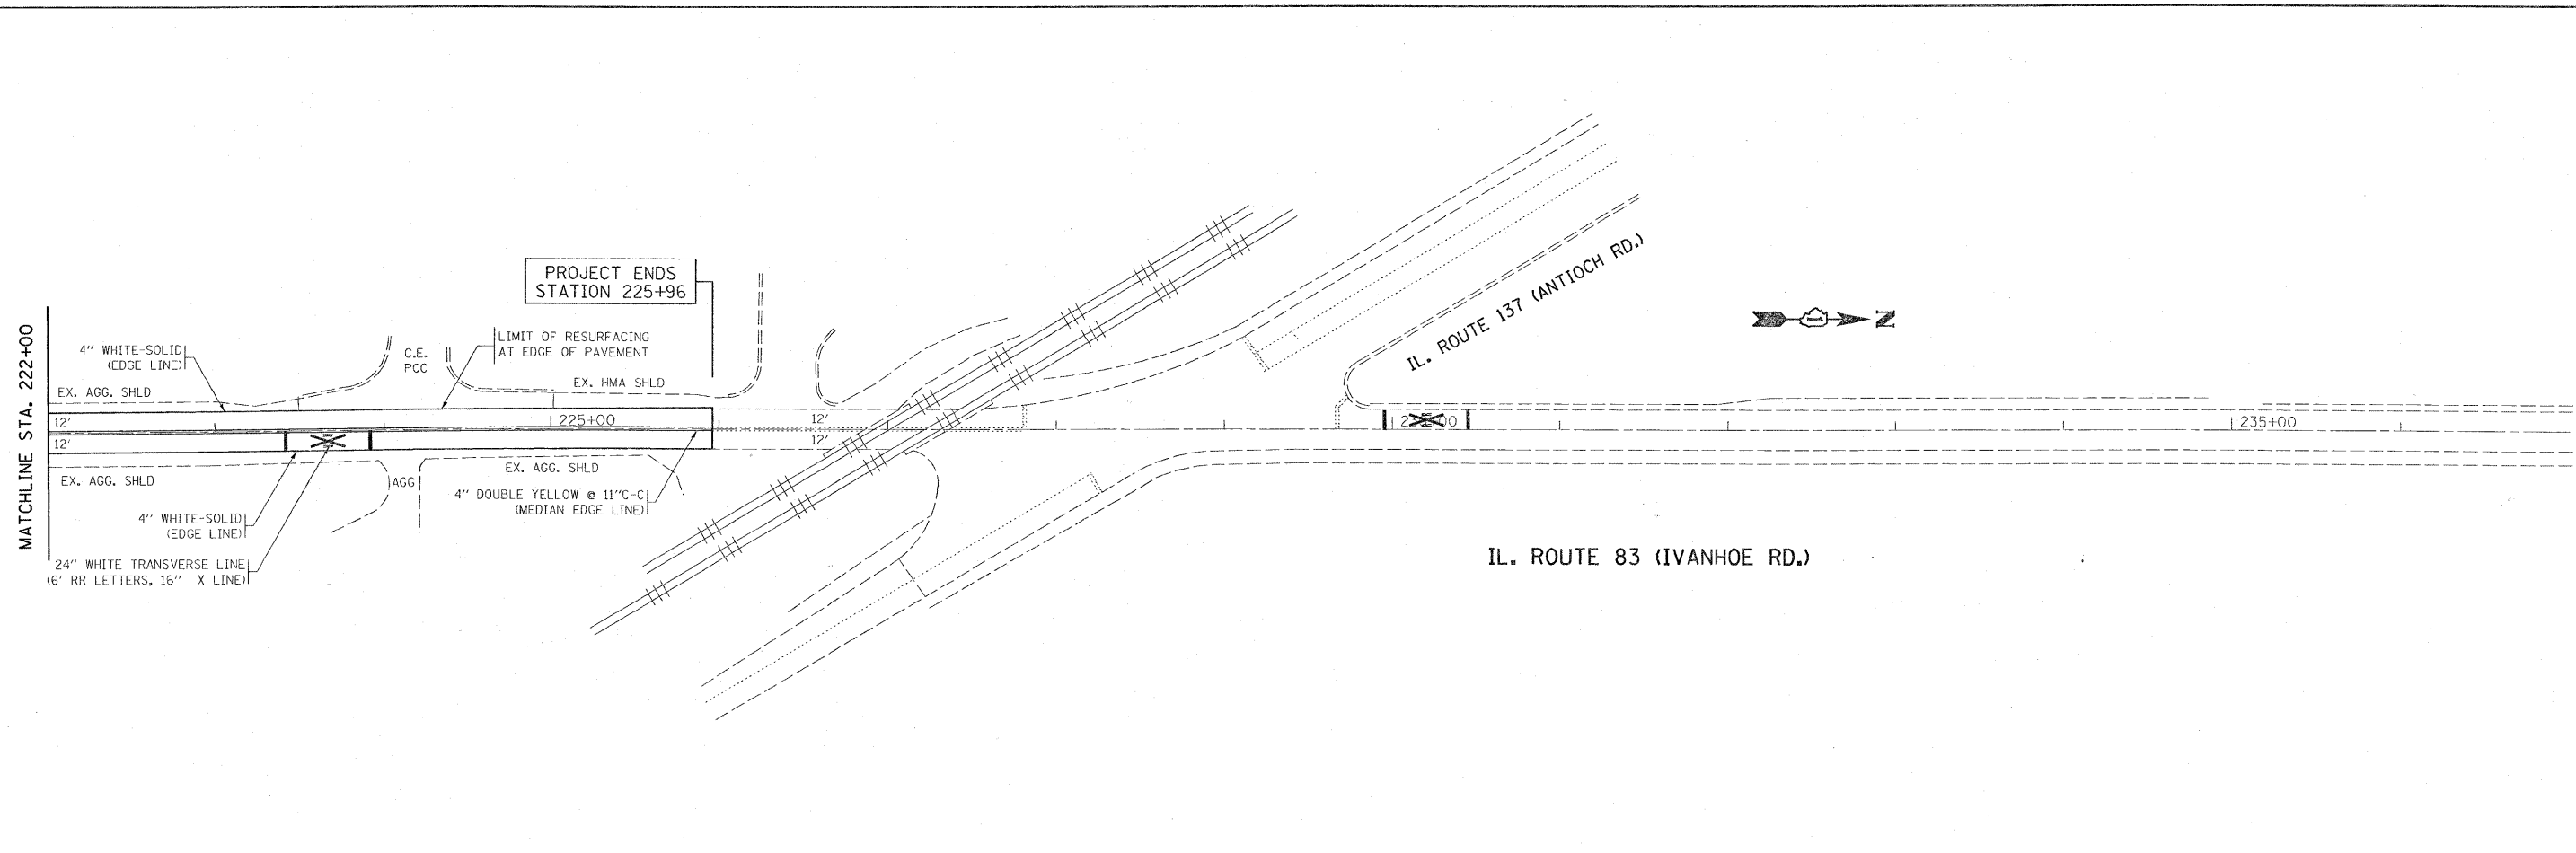 MATCHLINE STA. 222+00
4" WHITE-SOLID
(EDGE LINE)
EX. AGG. SHLD
12'
12'
EX. AGG. SHLD
4" WHITE-SOLID
(EDGE LINE)
24" WHITE TRANSVERSE LINE
(6' RR LETTERS, 16" X LINE)
C.E.
PCC
AGG
PROJECT ENDS
STATION 225+96
LIMIT OF RESURFACING
AT EDGE OF PAVEMENT
EX. HMA SHLD
225+00
EX. AGG. SHLD
4" DOUBLE YELLOW @ 11"C-C
(MEDIAN EDGE LINE)
12'
12'
IL. ROUTE 137 (ANTIOCH RD.)
N
235+00
IL. ROUTE 83 (IVANHOE RD.)